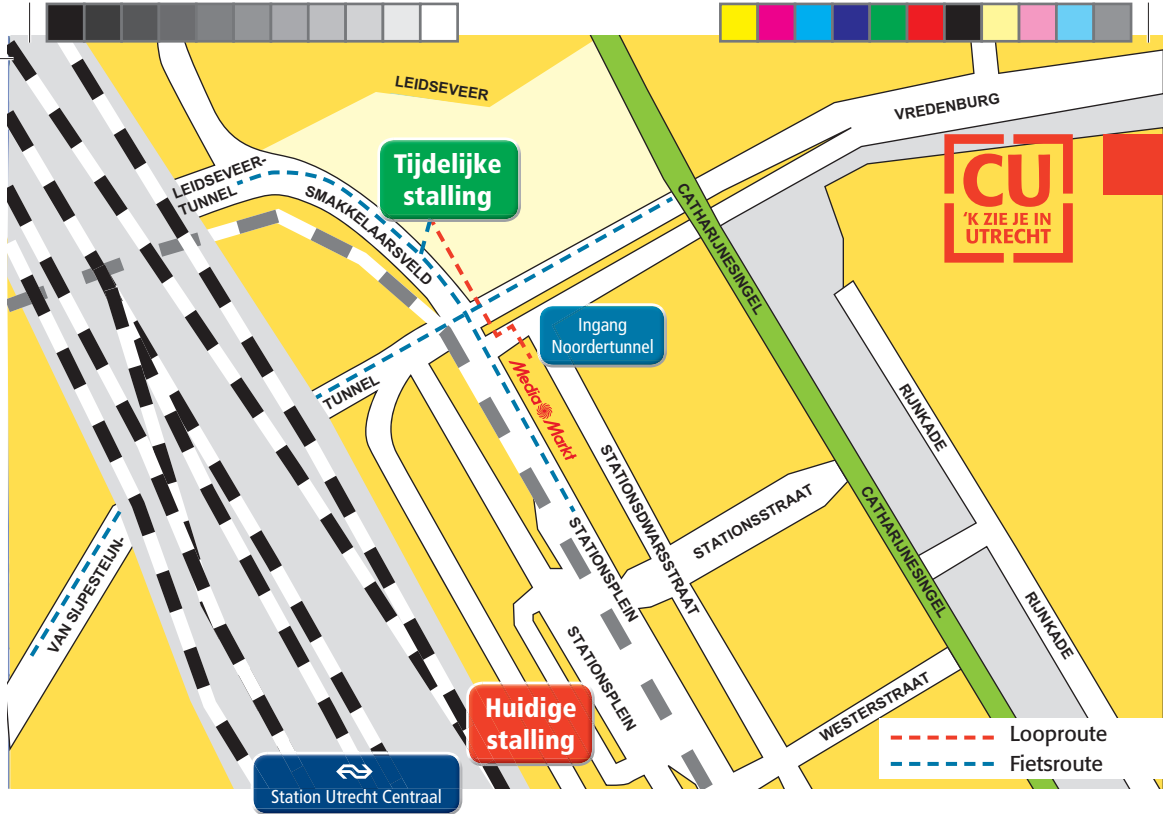 LEIDSEVEER
VREDENBURG
CU
'K ZIE JE IN
UTRECHT
Tijdelijke
stalling
LEIDSEVEER-
TUNNEL
SMAKKELAARSVELD
CATHARIJNESINGEL
Ingang
Noordertunnel
TUNNEL
Media Markt
RIJNKADE
STATIONSDWARSSTRAAT
STATIONSSTRAAT
CATHARIJNESINGEL
VAN SIJPESTEIJN-
STATIONSPLEIN
STATIONSPLEIN
RIJNKADE
WESTERSTRAAT
Huidige
stalling
Looproute
Fietsroute
Station Utrecht Centraal